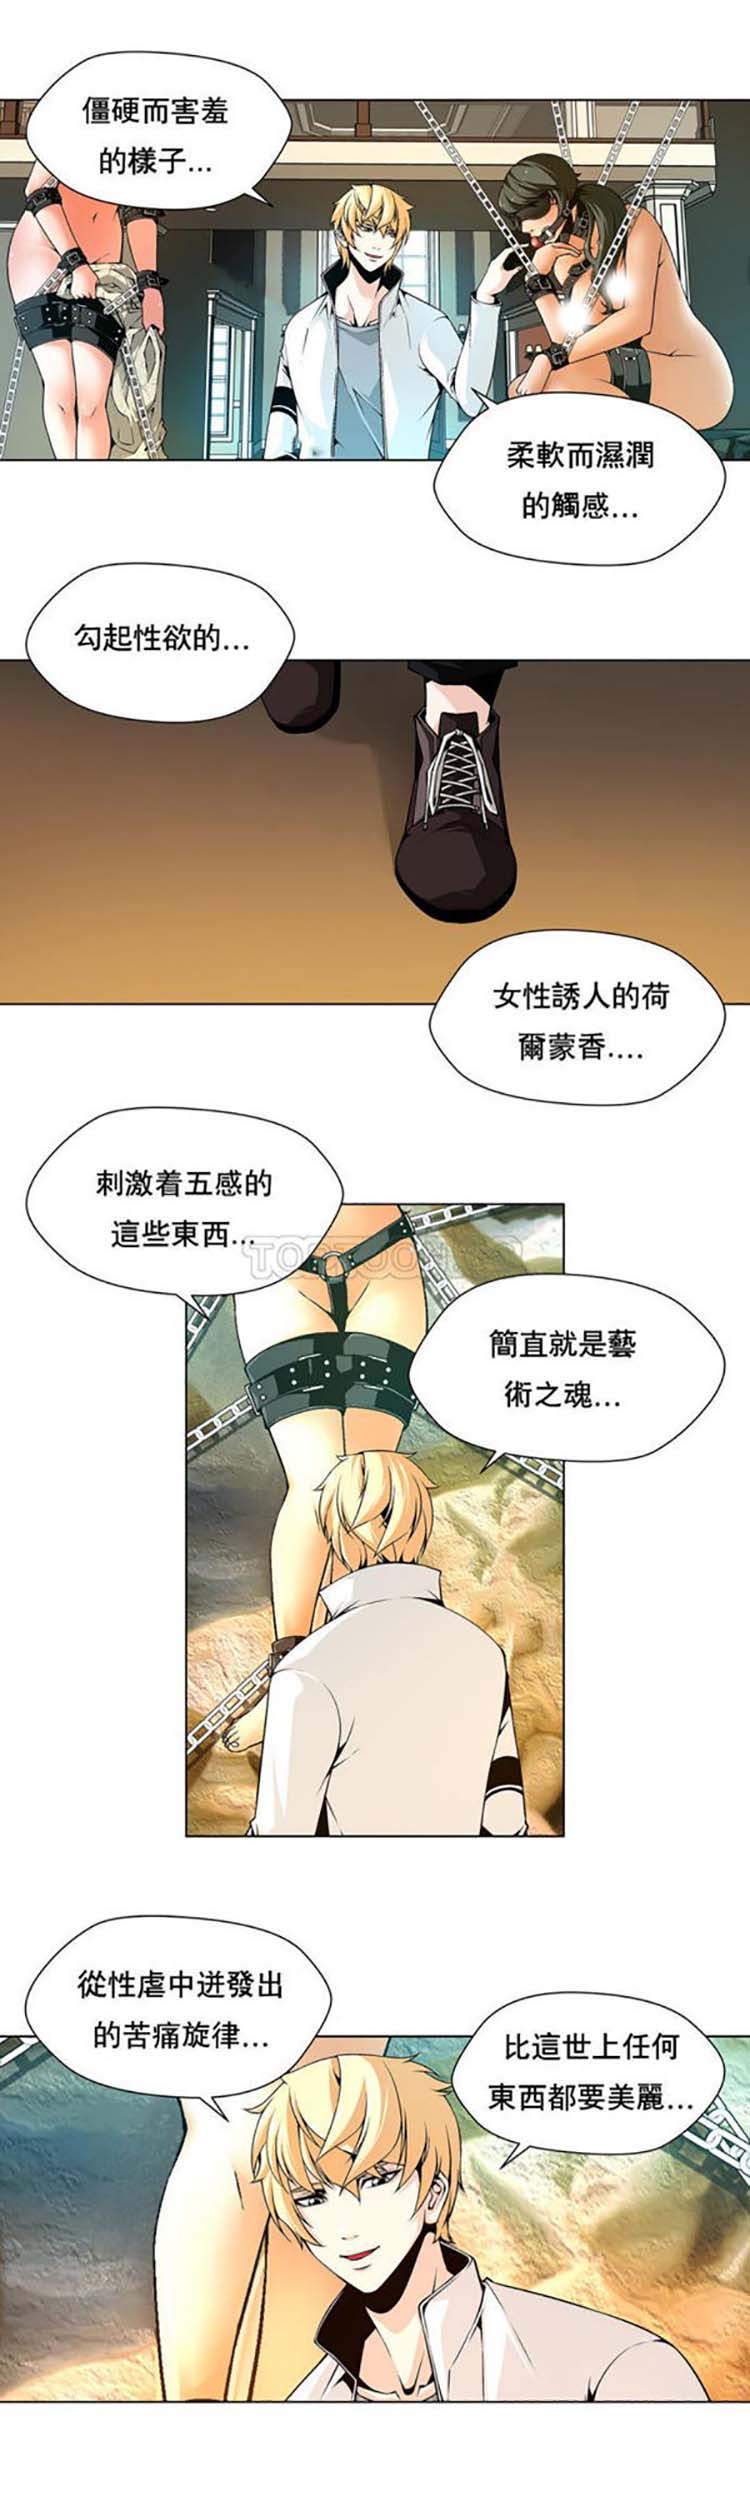 僵硬而害羞
的樣子...
柔軟而濕潤
的觸感...
勾起性欲的...
女性誘人的荷
爾蒙香....
刺激着五感的
這些東西...
簡直就是藝
術之魂...
從性虐中迸發出
的苦痛旋律...
比這世上任何
東西都要美麗...